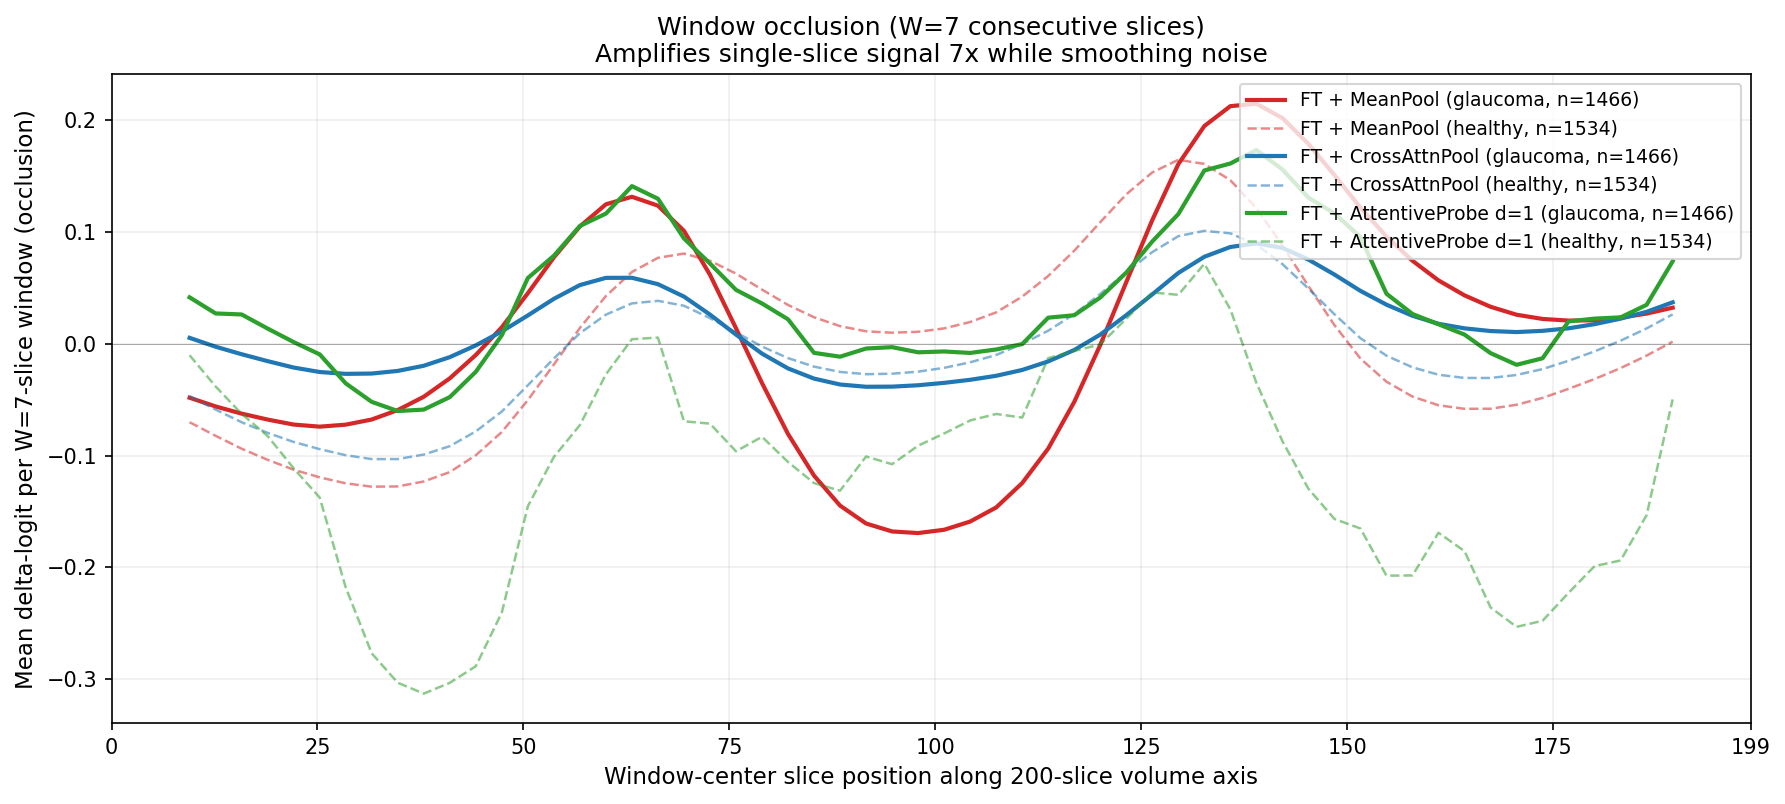 Window occlusion (W=7 consecutive slices)
Amplifies single-slice signal 7x while smoothing noise
Mean delta-logit per W=7-slice window (occlusion)
0.2
0.1
0.0
−0.1
−0.2
−0.3
FT + MeanPool (glaucoma, n=1466)
FT + MeanPool (healthy, n=1534)
FT + CrossAttnPool (glaucoma, n=1466)
FT + CrossAttnPool (healthy, n=1534)
FT + AttentiveProbe d=1 (glaucoma, n=1466)
FT + AttentiveProbe d=1 (healthy, n=1534)
0 25 50 75 100 125 150 175 199
Window-center slice position along 200-slice volume axis